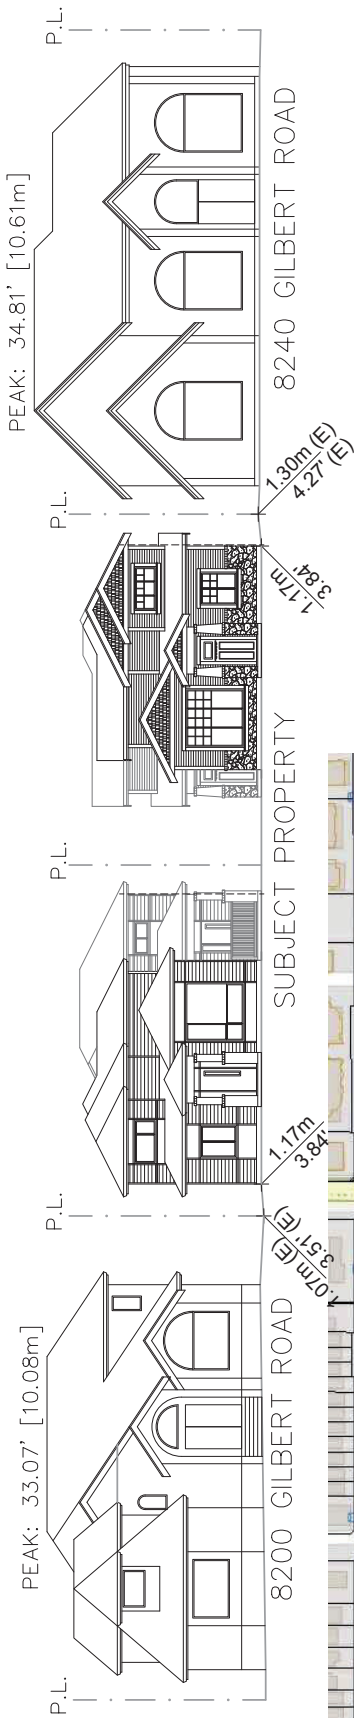 P.L.
PEAK: 33.07' [10.08m]
8200 GILBERT ROAD
P.L.
1.07m (E)
3.51' (E)
1.17m
3.84'
SUBJECT PROPERTY
P.L.
1.17m
3.84'
P.L.
1.30m (E)
4.27' (E)
PEAK: 34.81' [10.61m]
8240 GILBERT ROAD
P.L.